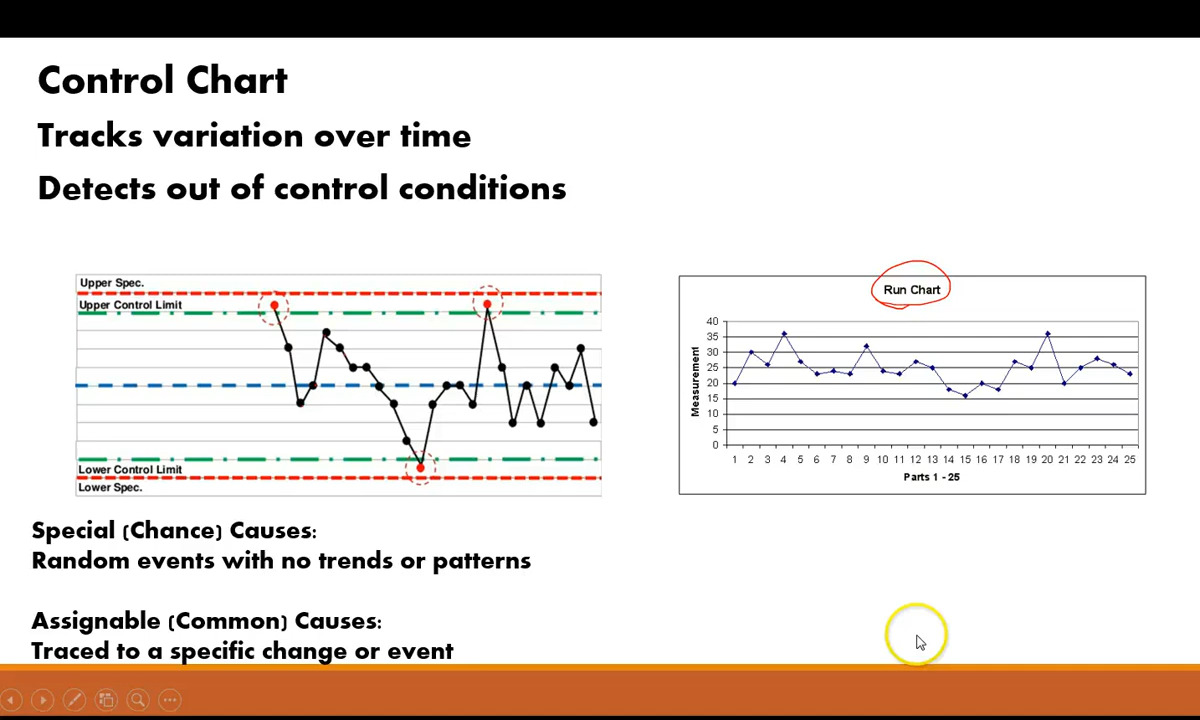 Control Chart
Tracks variation over time
Detects out of control conditions
Upper Spec.
Upper Control Limit
Lower Control Limit
Lower Spec.
Run Chart
Measurement
40
35
30
25
20
15
10
5
0
1 2 3 4 5 6 7 8 9 10 11 12 13 14 15 16 17 18 19 20 21 22 23 24 25
Parts 1 - 25
Special (Chance) Causes:
Random events with no trends or patterns
Assignable (Common) Causes:
Traced to a specific change or event